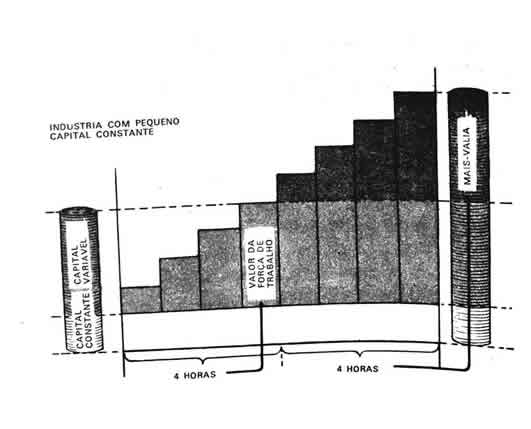 INDUSTRIA COM PEQUENO
CAPITAL CONSTANTE
CAPITAL
VARIAVEL
CAPITAL
CONSTANTE
VALOR DA
FORÇA DE
TRABALHO
MAIS-VALIA
4 HORAS
4 HORAS